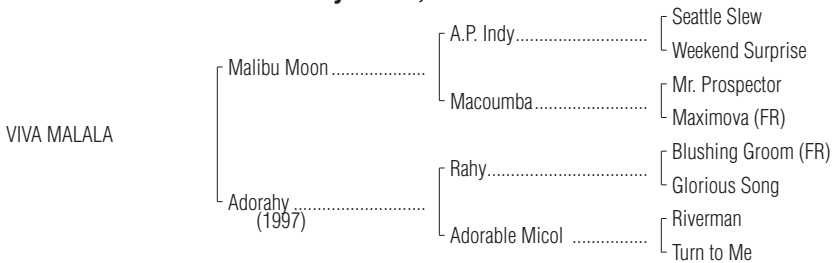 Seattle Slew
A.P. Indy
Weekend Surprise
Malibu Moon
Mr. Prospector
Macoumba
Maximova (FR)
VIVA MALALA
Blushing Groom (FR)
Rahy
Glorious Song
Adorahy
(1997)
Riverman
Adorable Micol
Turn to Me